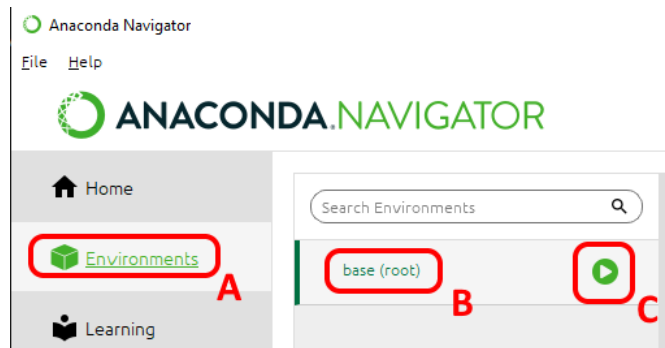 Anaconda Navigator
File Help
ANACONDA.NAVIGATOR
Home
Search Environments
Environments
A
base (root)
B
C
Learning